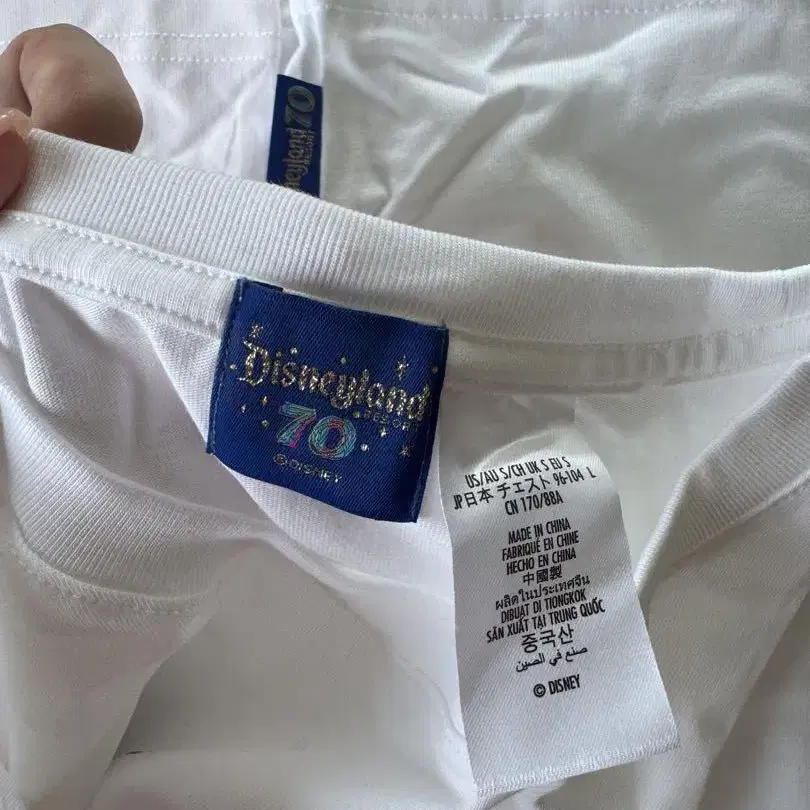 Disneyland
RESORT
70
Disneyland
RESORT
70
©DISNEY
US/AU S/CH UK S EU S
JP日本 チェスト 96-104 L
CN 170/88A
MADE IN CHINA
FABRIQUÉ EN CHINE
HECHO EN CHINA
中國製
ผลิตในประเทศจีน
DIBUAT DI TIONGKOK
SẢN XUẤT TẠI TRUNG QUỐC
중국산
صنع في الصين
© DISNEY